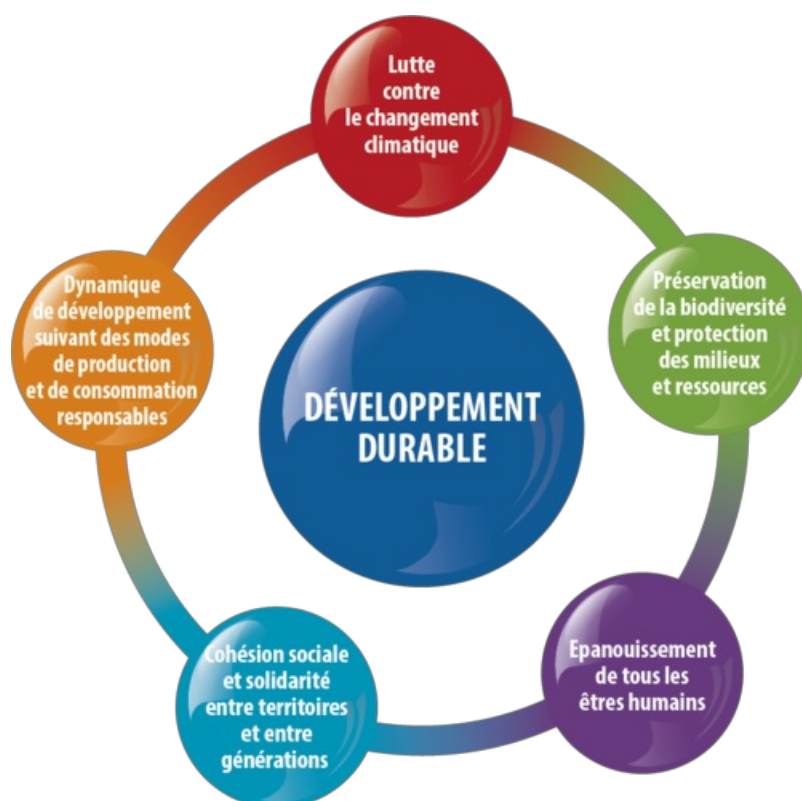 Lutte
contre
le changement
climatique
Préservation
de la biodiversité
et protection
des milieux
et ressources
Epanouissement
de tous les
êtres humains
Cohésion sociale
et solidarité
entre territoires
et entre
générations
Dynamique
de développement
suivant des modes
de production
et de consommation
responsables
DÉVELOPPEMENT
DURABLE